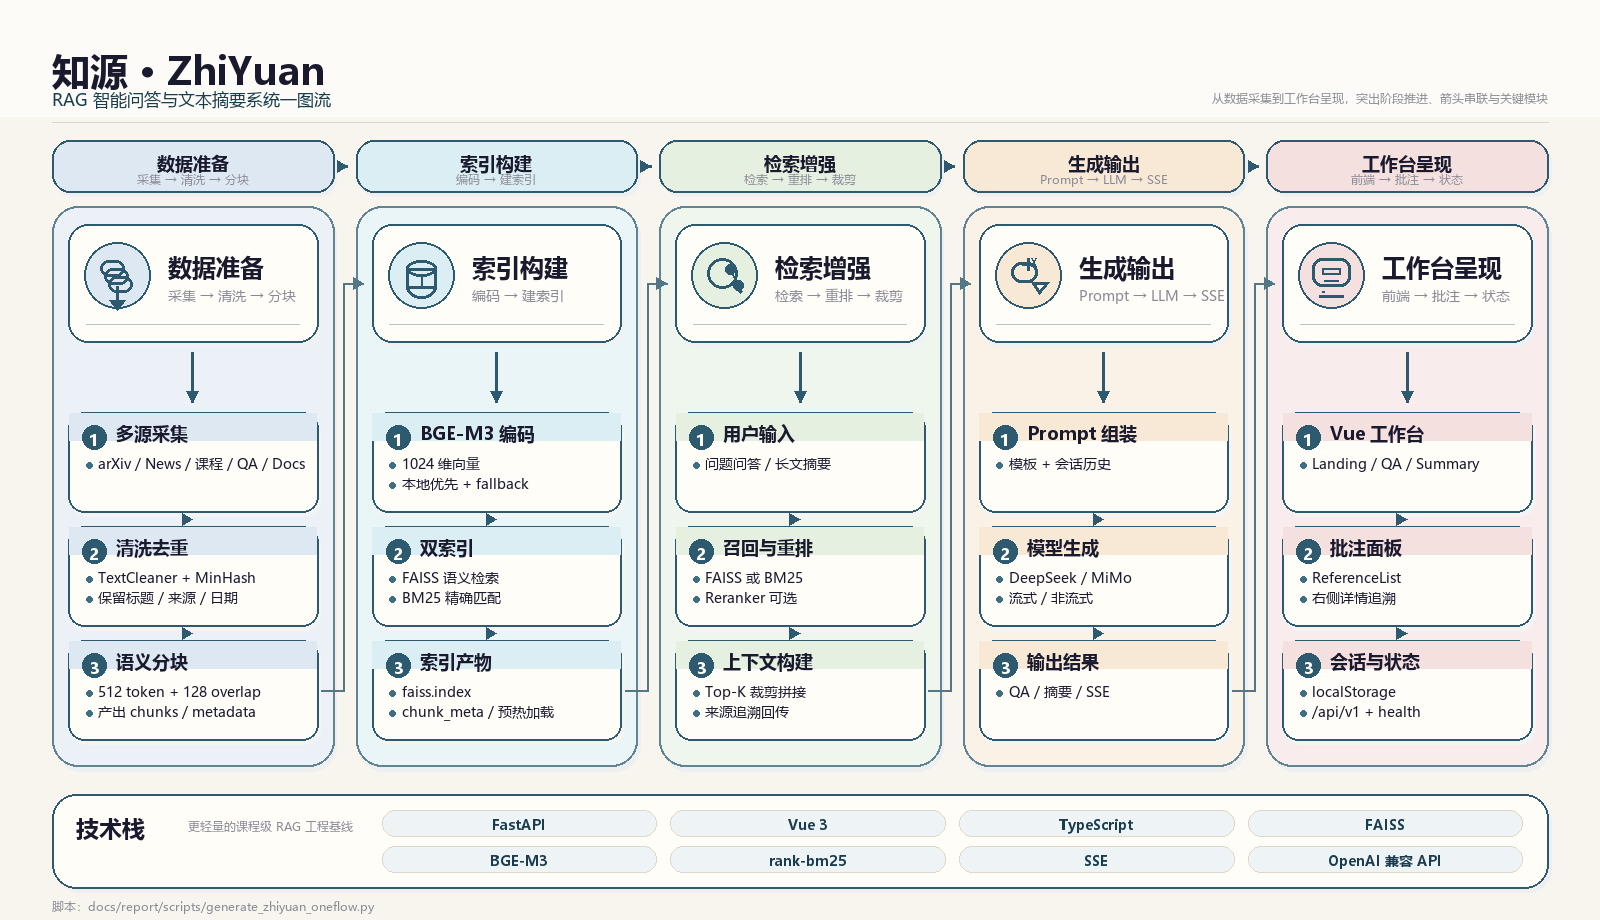 知源 • ZhiYuan
RAG 智能问答与文本摘要系统一图流
从数据采集到工作台呈现，突出阶段推进、箭头串联与关键模块
数据准备
采集 → 清洗 → 分块
索引构建
编码 → 建索引
检索增强
检索 → 重排 → 裁剪
生成输出
Prompt → LLM → SSE
工作台呈现
前端 → 批注 → 状态
数据准备
采集 → 清洗 → 分块
1 多源采集
arXiv / News / 课程 / QA / Docs
2 清洗去重
TextCleaner + MinHash
保留标题 / 来源 / 日期
3 语义分块
512 token + 128 overlap
产出 chunks / metadata
索引构建
编码 → 建索引
1 BGE-M3 编码
1024 维向量
本地优先 + fallback
2 双索引
FAISS 语义检索
BM25 精确匹配
3 索引产物
faiss.index
chunk_meta / 预热加载
检索增强
检索 → 重排 → 裁剪
1 用户输入
问题问答 / 长文摘要
2 召回与重排
FAISS 或 BM25
Reranker 可选
3 上下文构建
Top-K 裁剪拼接
来源追溯回传
生成输出
Prompt → LLM → SSE
1 Prompt 组装
模板 + 会话历史
2 模型生成
DeepSeek / MiMo
流式 / 非流式
3 输出结果
QA / 摘要 / SSE
工作台呈现
前端 → 批注 → 状态
1 Vue 工作台
Landing / QA / Summary
2 批注面板
ReferenceList
右侧详情追溯
3 会话与状态
localStorage
/api/v1 + health
技术栈
更轻量的课程级 RAG 工程基线
FastAPI
Vue 3
TypeScript
FAISS
BGE-M3
rank-bm25
SSE
OpenAI 兼容 API
脚本：docs/report/scripts/generate_zhiyuan_oneflow.py